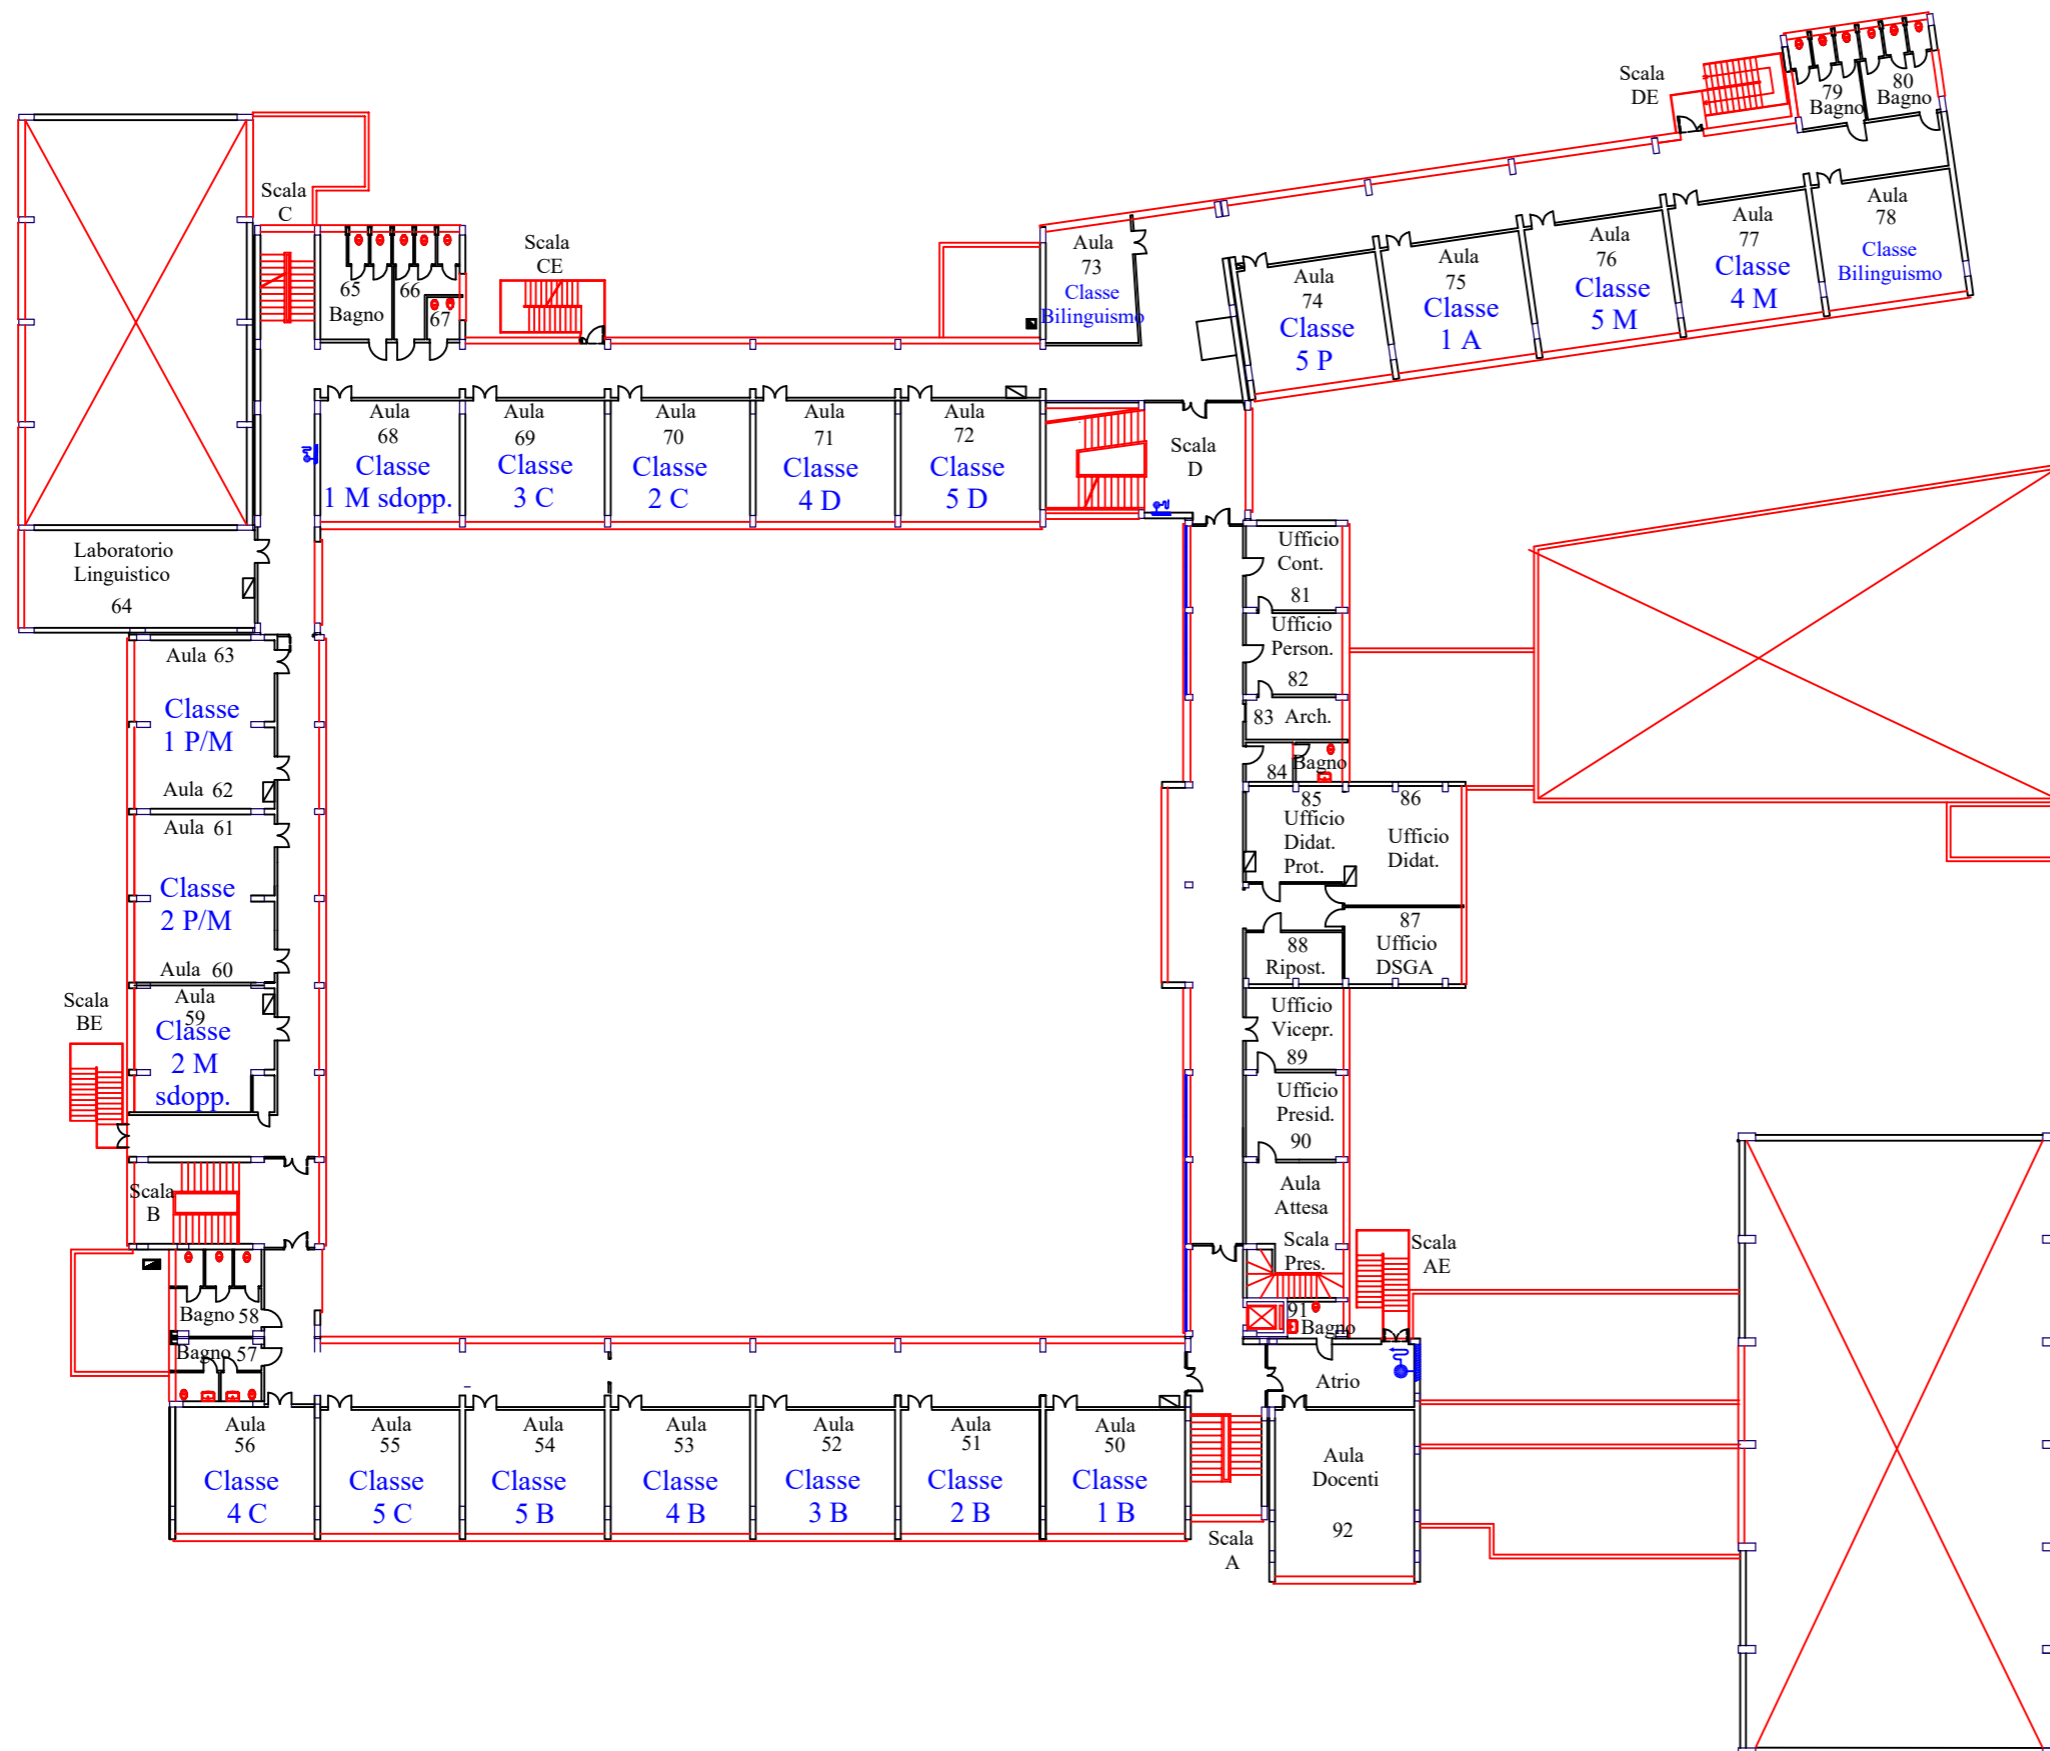 Scala
DE
79
Bagno
80
Bagno
Scala
C
65
Bagno
66
67
Scala
CE
Aula
73
Classe
Bilinguismo
Aula
74
Classe
5 P
Aula
75
Classe
1 A
Aula
76
Classe
5 M
Aula
77
Classe
4 M
Aula
78
Classe
Bilinguismo
Aula
68
Classe
1 M sdopp.
Aula
69
Classe
3 C
Aula
70
Classe
2 C
Aula
71
Classe
4 D
Aula
72
Classe
5 D
Scala
D
Laboratorio
Linguistico
64
Aula 63
Classe
1 P/M
Aula 62
Aula 61
Classe
2 P/M
Aula 60
Aula
59
Classe
2 M
sdopp.
Scala
BE
Scala
B
Bagno 58
Bagno 57
Ufficio
Cont.
81
Ufficio
Person.
82
83 Arch.
84
Bagno
85
Ufficio
Didat.
Prot.
86
Ufficio
Didat.
87
Ufficio
DSGA
88
Ripost.
Ufficio
Vicepr.
89
Ufficio
Presid.
90
Aula
Attesa
Scala
Pres.
Scala
AE
91
Bagno
Atrio
Aula
56
Classe
4 C
Aula
55
Classe
5 C
Aula
54
Classe
5 B
Aula
53
Classe
4 B
Aula
52
Classe
3 B
Aula
51
Classe
2 B
Aula
50
Classe
1 B
Scala
A
Aula
Docenti
92